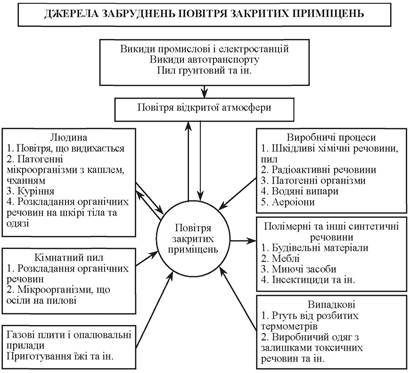 ДЖЕРЕЛА ЗАБРУДНЕНЬ ПОВІТРЯ ЗАКРИТИХ ПРИМІЩЕНЬ
Викиди промислові і електростанцій
Викиди автотранспорту
Пил ґрунтовий та ін.
Повітря відкритої атмосфери
Людина
1. Повітря, що видихається
2. Патогенні
мікроорганізми з кашлем,
чханням
3. Куріння
4. Розкладання органічних
речовин на шкірі тіла та
одязі
Виробничі процеси
1. Шкідливі хімічні речовини,
пил
2. Радіоактивні речовини
3. Патогенні організми
4. Водяні випари
5. Аероіони
Повітря
закритих
приміщень
Кімнатний пил
1. Розкладання органічних
речовин
2. Мікроорганізми, що
осіли на пилові
Полімерні та інші синтетичні
речовини
1. Будівельні матеріали
2. Меблі
3. Миючі засоби
4. Інсектициди та ін.
Газові плити і опалювальні
прилади
Приготування їжі та ін.
Випадкові
1. Ртуть від розбитих
термометрів
2. Виробничий одяг з
залишками токсичних
речовин та ін.